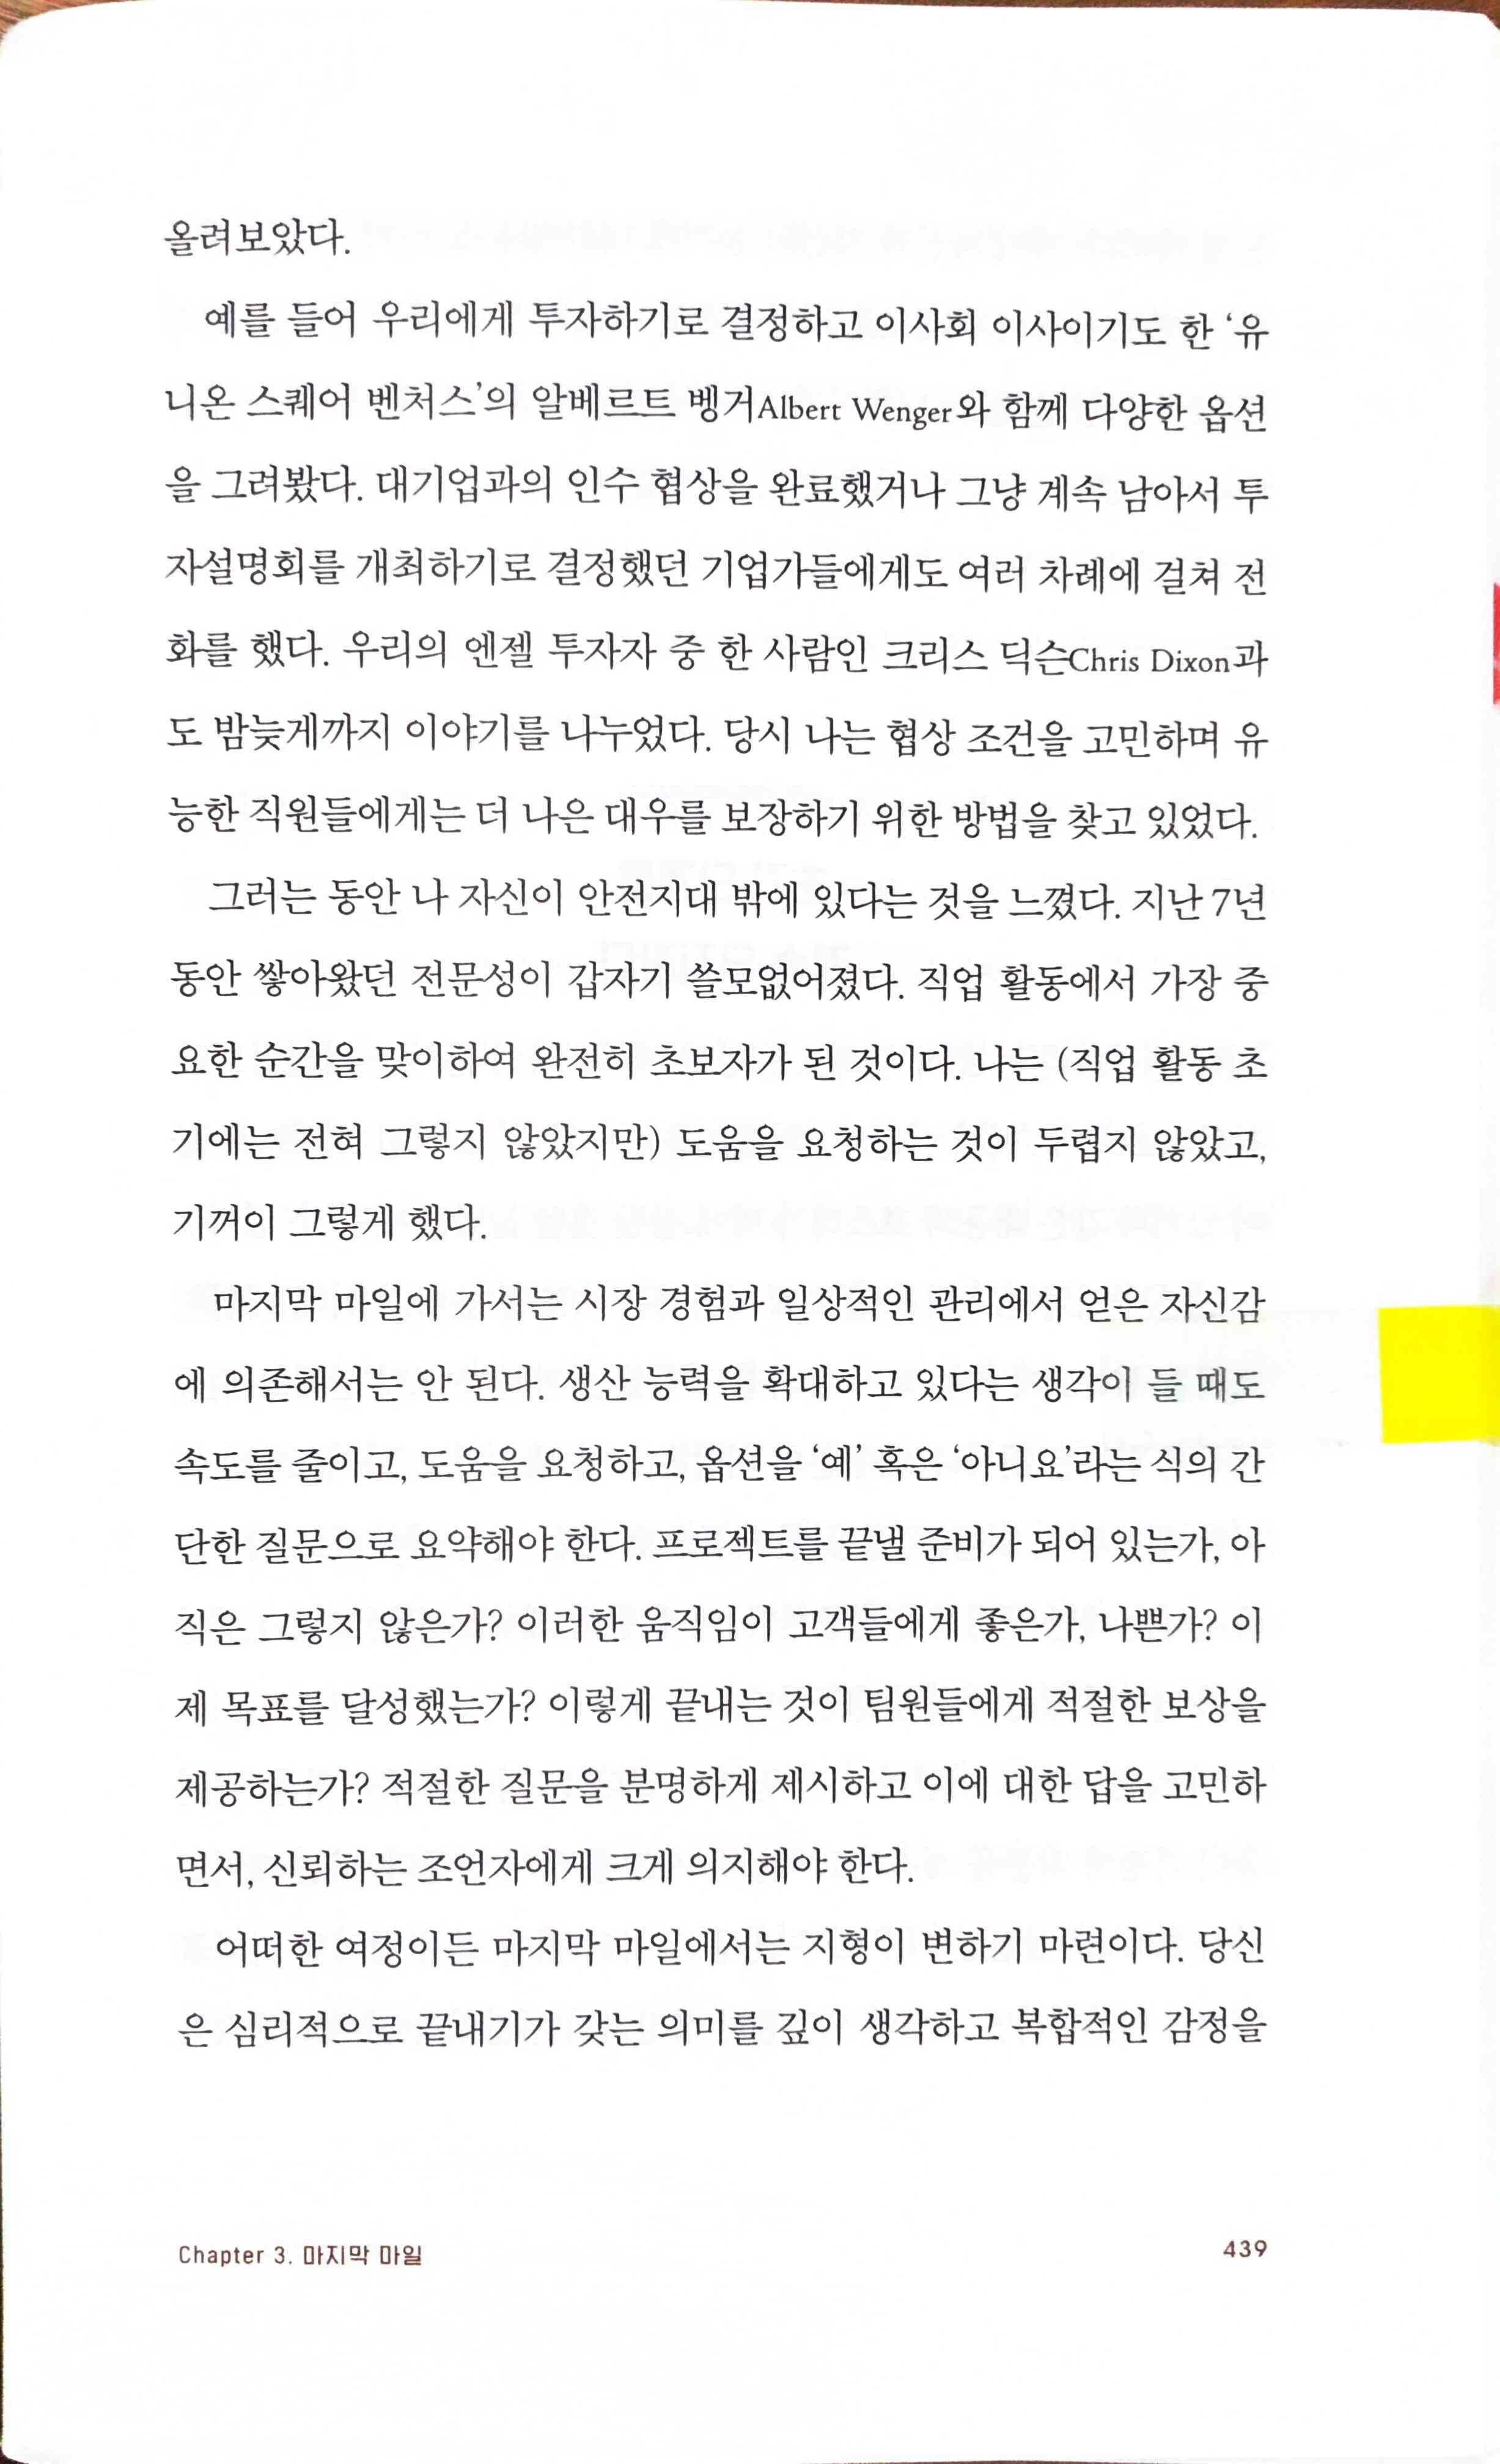 올려보았다.
예를 들어 우리에게 투자하기로 결정하고 이사회 이사이기도 한 ‘유
니온 스퀘어 벤처스’의 알베르트 벵거Albert Wenger와 함께 다양한 옵션
을 그려봤다. 대기업과의 인수 협상을 완료했거나 그냥 계속 남아서 투
자설명회를 개최하기로 결정했던 기업가들에게도 여러 차례에 걸쳐 전
화를 했다. 우리의 엔젤 투자자 중 한 사람인 크리스 딕슨Chris Dixon과
도 밤늦게까지 이야기를 나누었다. 당시 나는 협상 조건을 고민하며 유
능한 직원들에게는 더 나은 대우를 보장하기 위한 방법을 찾고 있었다.
그러는 동안 나 자신이 안전지대 밖에 있다는 것을 느꼈다. 지난 7년
동안 쌓아왔던 전문성이 갑자기 쓸모없어졌다. 직업 활동에서 가장 중
요한 순간을 맞이하여 완전히 초보자가 된 것이다. 나는 (직업 활동 초
기에는 전혀 그렇지 않았지만) 도움을 요청하는 것이 두렵지 않았고,
기꺼이 그렇게 했다.
마지막 마일에 가서는 시장 경험과 일상적인 관리에서 얻은 자신감
에 의존해서는 안 된다. 생산 능력을 확대하고 있다는 생각이 들 때도
속도를 줄이고, 도움을 요청하고, 옵션을 ‘예’ 혹은 ‘아니요’라는 식의 간
단한 질문으로 요약해야 한다. 프로젝트를 끝낼 준비가 되어 있는가, 아
직은 그렇지 않은가? 이러한 움직임이 고객들에게 좋은가, 나쁜가? 이
제 목표를 달성했는가? 이렇게 끝내는 것이 팀원들에게 적절한 보상을
제공하는가? 적절한 질문을 분명하게 제시하고 이에 대한 답을 고민하
면서, 신뢰하는 조언자에게 크게 의지해야 한다.
어떠한 여정이든 마지막 마일에서는 지형이 변하기 마련이다. 당신
은 심리적으로 끝내기가 갖는 의미를 깊이 생각하고 복합적인 감정을
Chapter 3. 마지막 마일
439